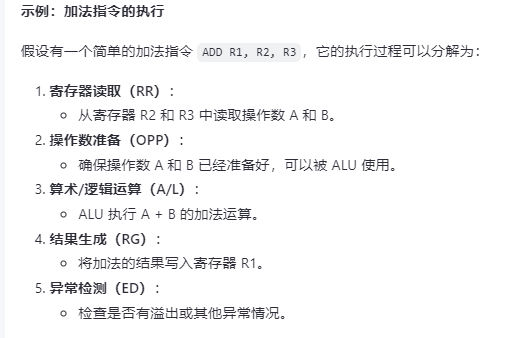 示例：加法指令的执行
假设有一个简单的加法指令 ADD R1, R2, R3，它的执行过程可以分解为：
1. 寄存器读取（RR）：
从寄存器 R2 和 R3 中读取操作数 A 和 B。
2. 操作数准备（OPP）：
确保操作数 A 和 B 已经准备好，可以被 ALU 使用。
3. 算术/逻辑运算（A/L）：
ALU 执行 A + B 的加法运算。
4. 结果生成（RG）：
将加法的结果写入寄存器 R1。
5. 异常检测（ED）：
检查是否有溢出或其他异常情况。